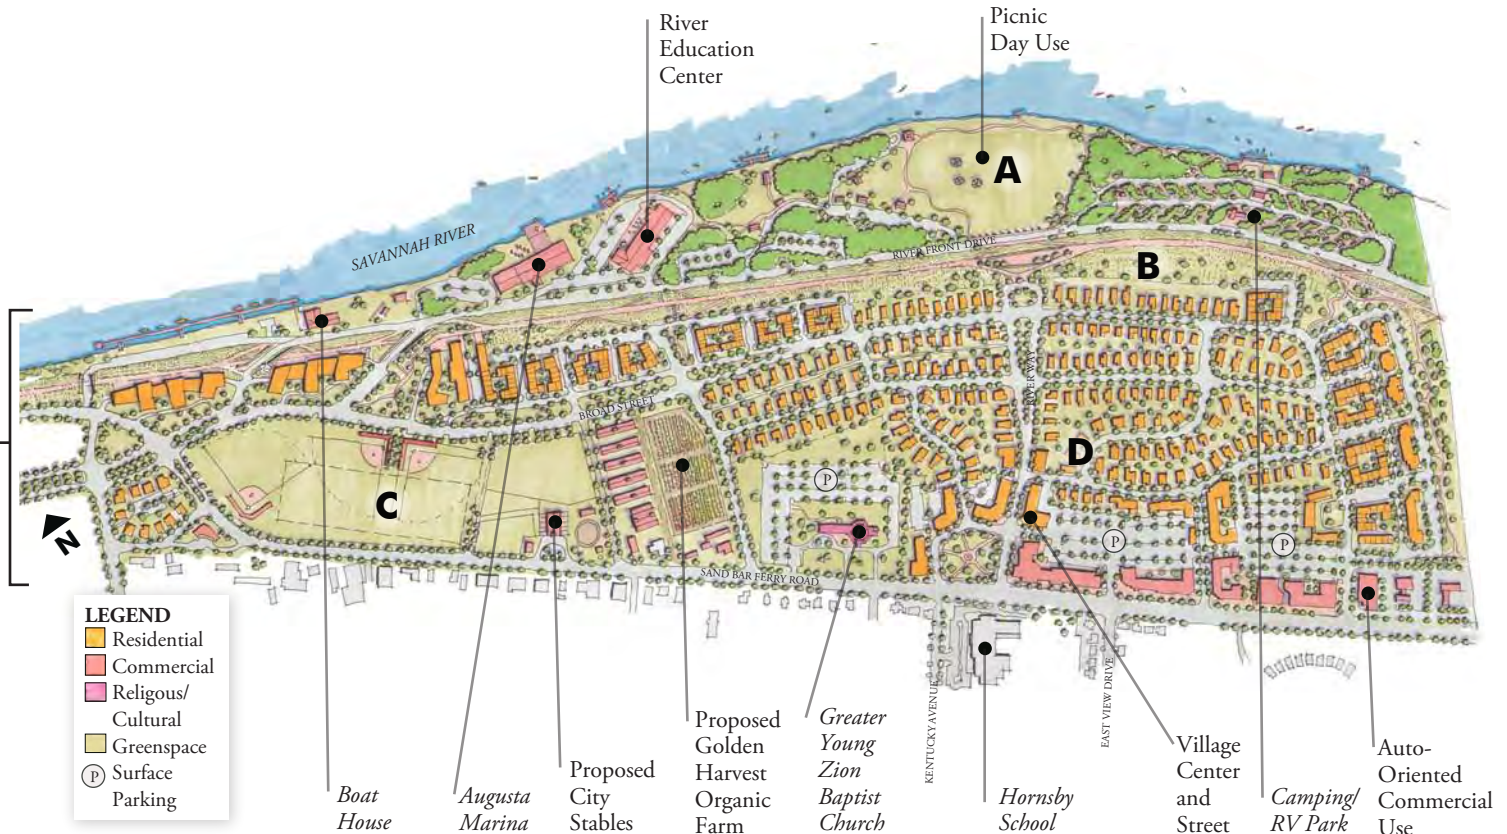 River
Education
Center
Picnic
Day Use
A
SAVANNAH RIVER
RIVER FRONT DRIVE
B
RIVER WAY
BROAD STREET
D
C
P
P
P
N
SAND BAR FERRY ROAD
KENTUCKY AVENUE
EAST VIEW DRIVE
LEGEND
Residential
Commercial
Religous/
Cultural
Greenspace
P Surface
Parking
Boat
House
Augusta
Marina
Proposed
City
Stables
Proposed
Golden
Harvest
Organic
Farm
Greater
Young
Zion
Baptist
Church
Hornsby
School
Village
Center
and
Street
Camping/
RV Park
Auto-
Oriented
Commercial
Use